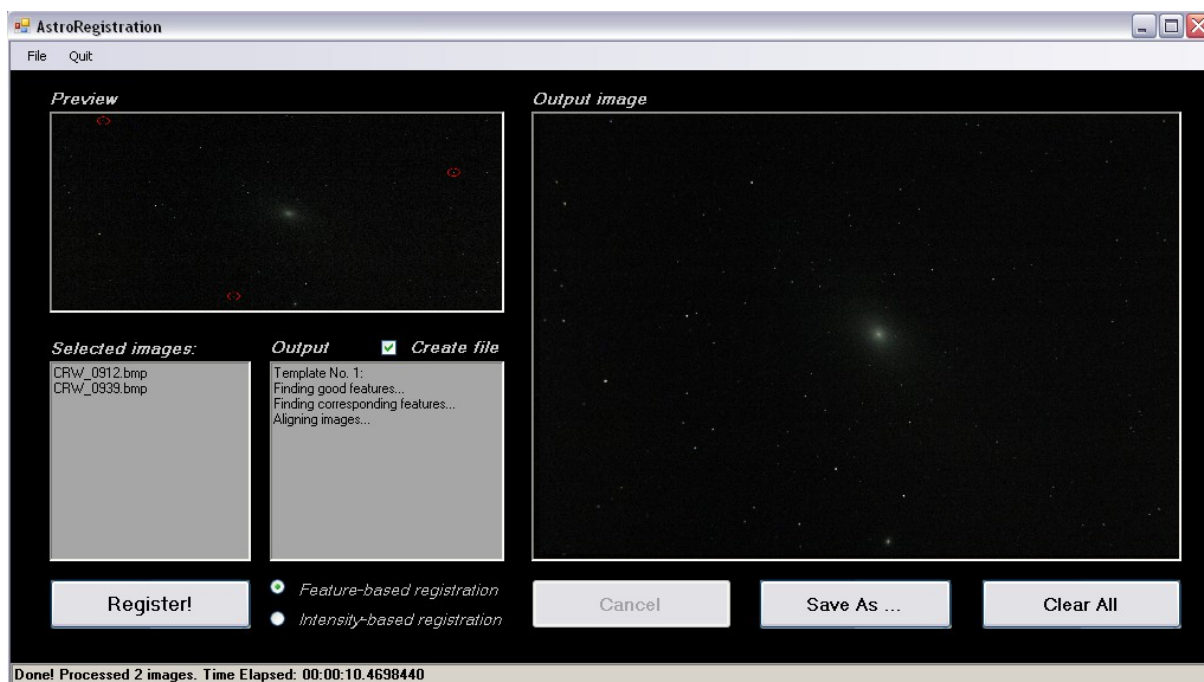 AstroRegistration
File Quit
Preview
Output image
Selected images:
Output Create file
CRW_0912.bmp
CRW_0939.bmp
Template No. 1:
Finding good features...
Finding corresponding features...
Aligning images...
Register!
Feature-based registration
Intensity-based registration
Cancel
Save As ...
Clear All
Done! Processed 2 images. Time Elapsed: 00:00:10.4698440